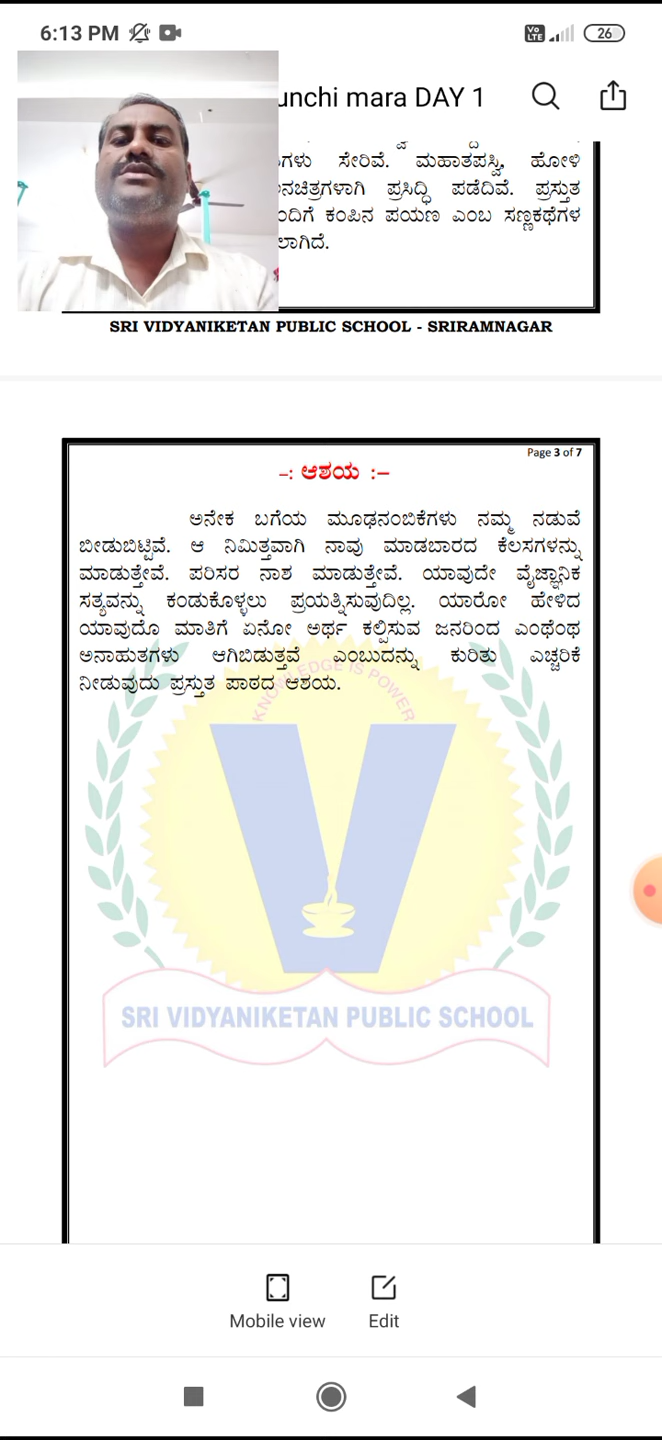 6:13 PM
Vo LTE 26
unchi mara DAY 1
ಗಳು ಸೇರಿವೆ. ಮಹಾತಪಸ್ವಿ, ಹೋಳಿ
ನಚಿತ್ರಗಳಾಗಿ ಪ್ರಸಿದ್ಧಿ ಪಡೆದಿವೆ. ಪ್ರಸ್ತುತ
ಂದಿಗೆ ಕಂಪಿನ ಪಯಣ ಎಂಬ ಸಣ್ಣಕಥೆಗಳ
ಲಾಗಿದೆ.
SRI VIDYANIKETAN PUBLIC SCHOOL - SRIRAMNAGAR
Page 3 of 7
-: ಆಶಯ :-
ಅನೇಕ ಬಗೆಯ ಮೂಢನಂಬಿಕೆಗಳು ನಮ್ಮ ನಡುವೆ
ಬೀಡುಬಿಟ್ಟಿವೆ. ಆ ನಿಮಿತ್ತವಾಗಿ ನಾವು ಮಾಡಬಾರದ ಕೆಲಸಗಳನ್ನು
ಮಾಡುತ್ತೇವೆ. ಪರಿಸರ ನಾಶ ಮಾಡುತ್ತೇವೆ. ಯಾವುದೇ ವೈಜ್ಞಾನಿಕ
ಸತ್ಯವನ್ನು ಕಂಡುಕೊಳ್ಳಲು ಪ್ರಯತ್ನಿಸುವುದಿಲ್ಲ. ಯಾರೋ ಹೇಳಿದ
ಯಾವುದೊ ಮಾತಿಗೆ ಏನೋ ಅರ್ಥ ಕಲ್ಪಿಸುವ ಜನರಿಂದ ಎಂಥೆಂಥ
ಅನಾಹುತಗಳು ಆಗಿಬಿಡುತ್ತವೆ ಎಂಬುದನ್ನು ಕುರಿತು ಎಚ್ಚರಿಕೆ
ನೀಡುವುದು ಪ್ರಸ್ತುತ ಪಾಠದ ಆಶಯ.
KNOWLEDGE IS POWER
SRI VIDYANIKETAN PUBLIC SCHOOL
Mobile view Edit